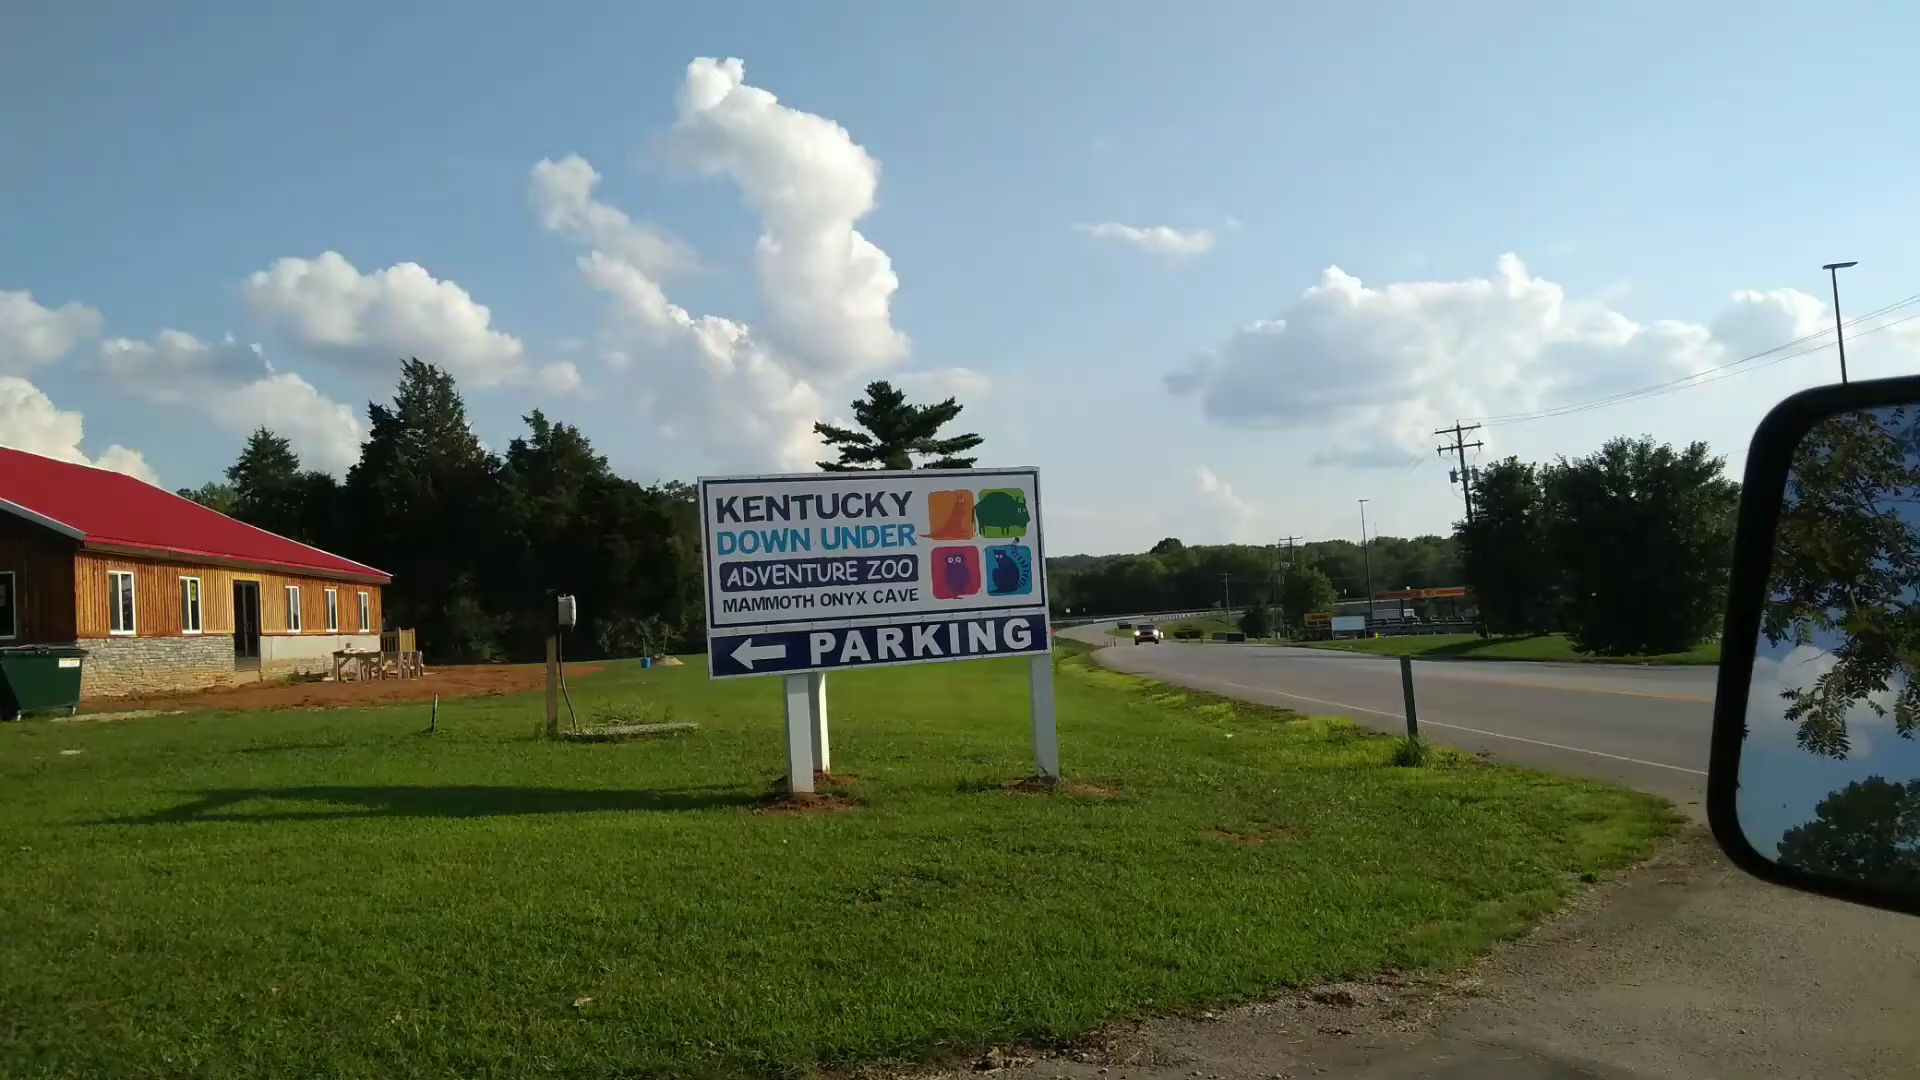 KENTUCKY
DOWN UNDER
ADVENTURE ZOO
MAMMOTH ONYX CAVE
PARKING